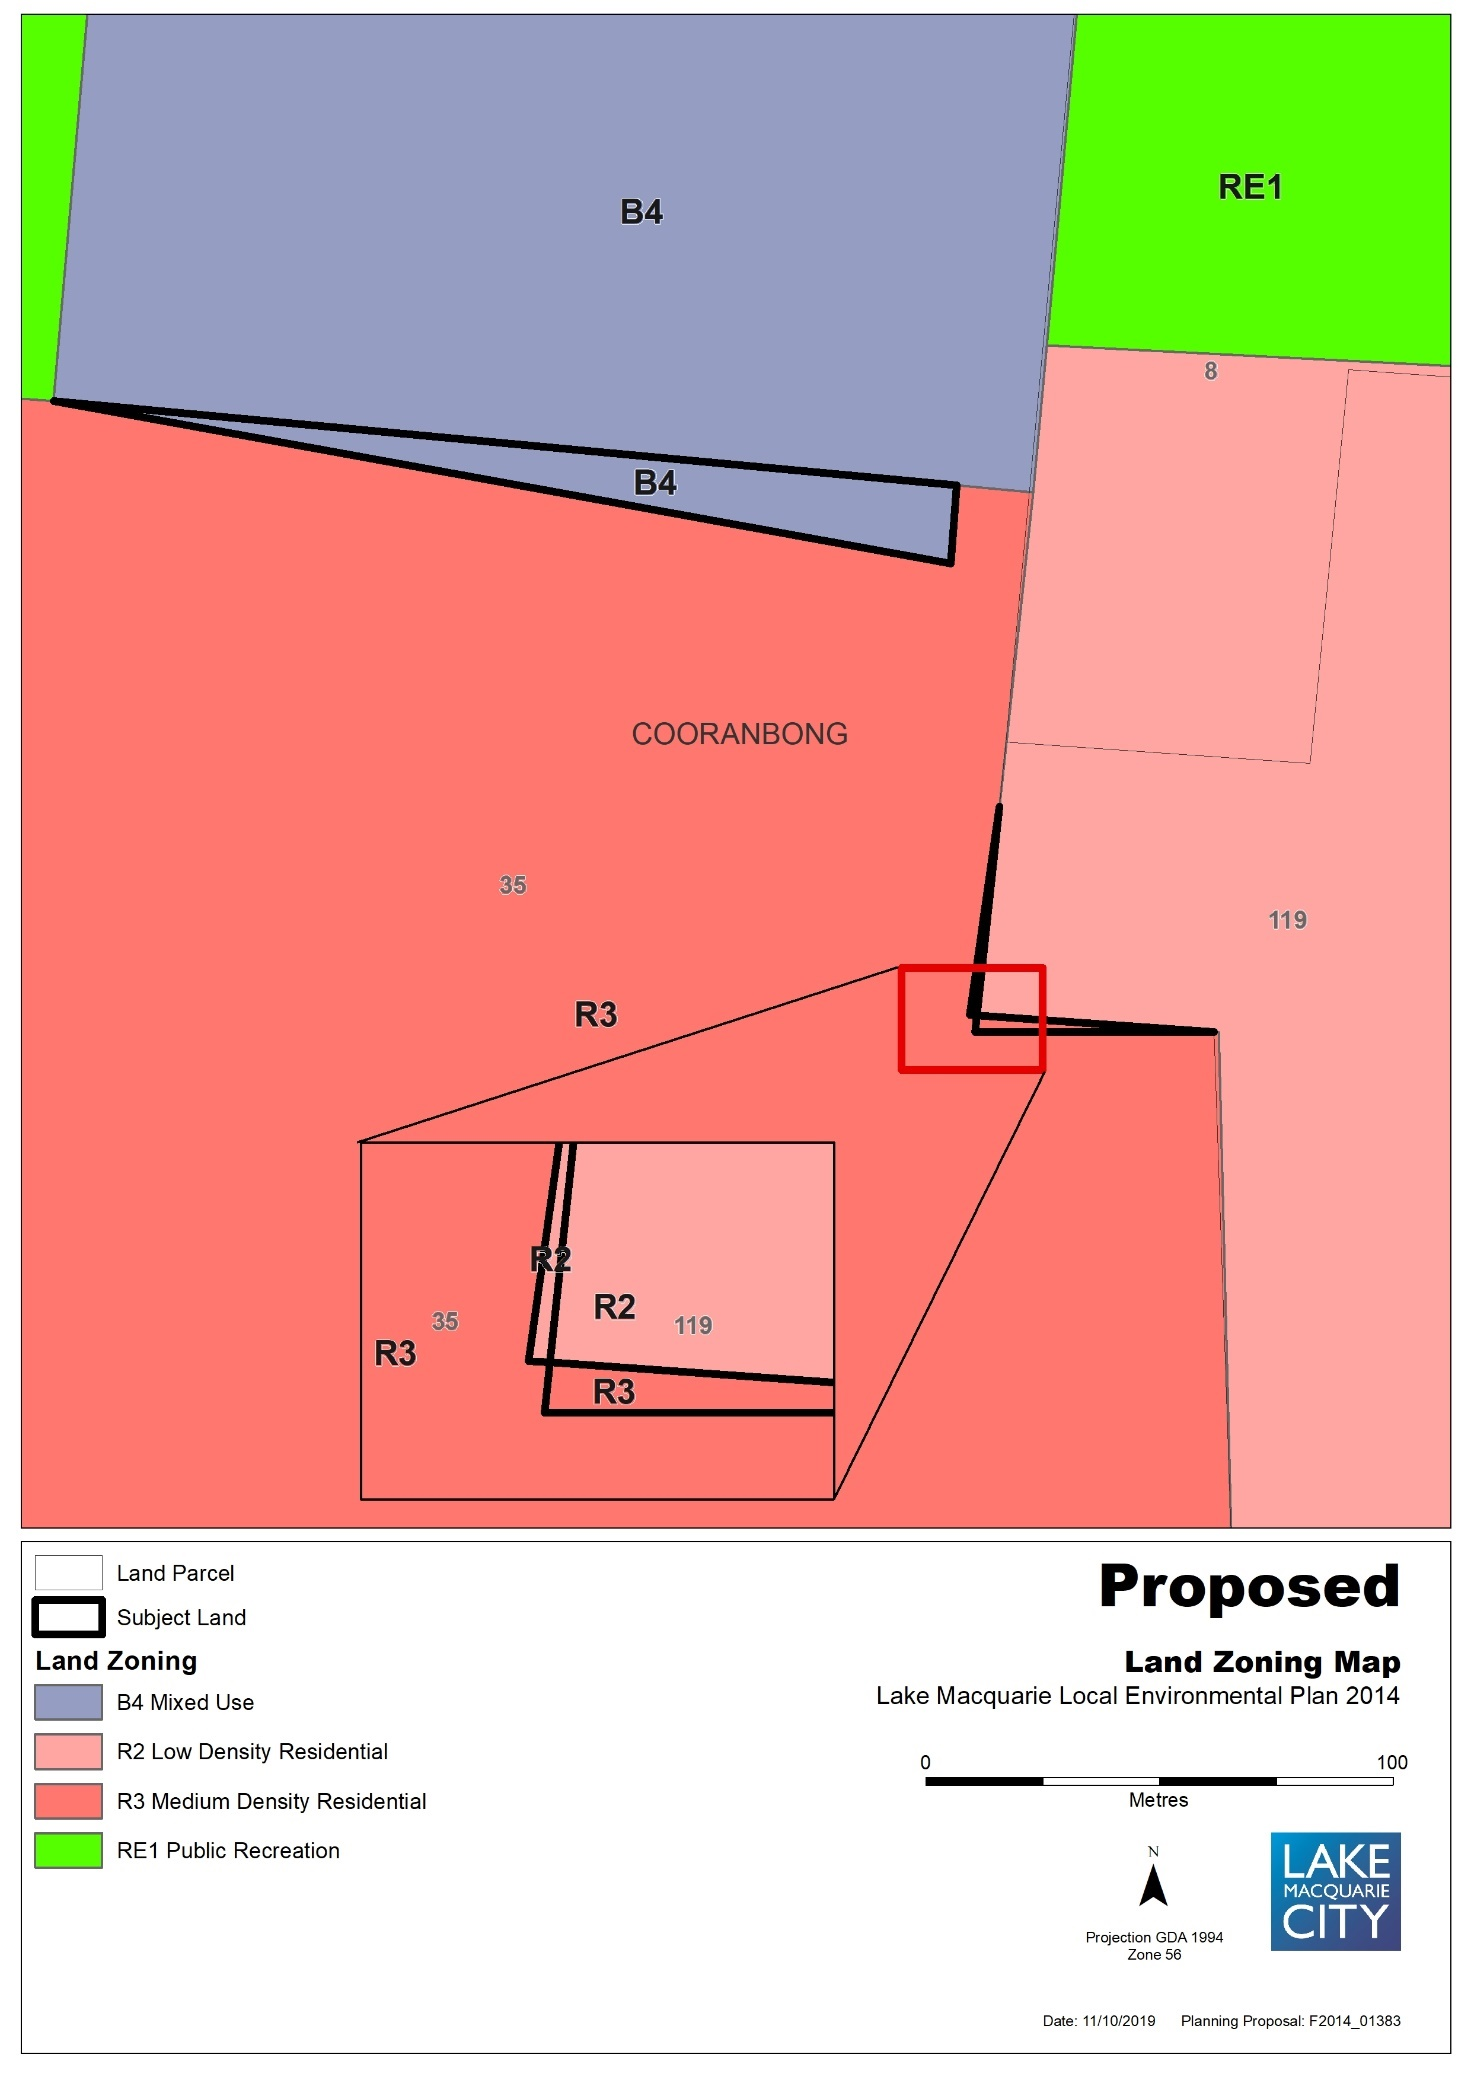 B4
RE1
8
B4
COORANBONG
35
119
R3
R2
R2
35
119
R3
R3
Land Parcel
Subject Land
Land Zoning
B4 Mixed Use
R2 Low Density Residential
R3 Medium Density Residential
RE1 Public Recreation
Proposed
Land Zoning Map
Lake Macquarie Local Environmental Plan 2014
0 100
Metres
N
Projection GDA 1994
Zone 56
LAKE
MACQUARIE
CITY
Date: 11/10/2019 Planning Proposal: F2014_01383